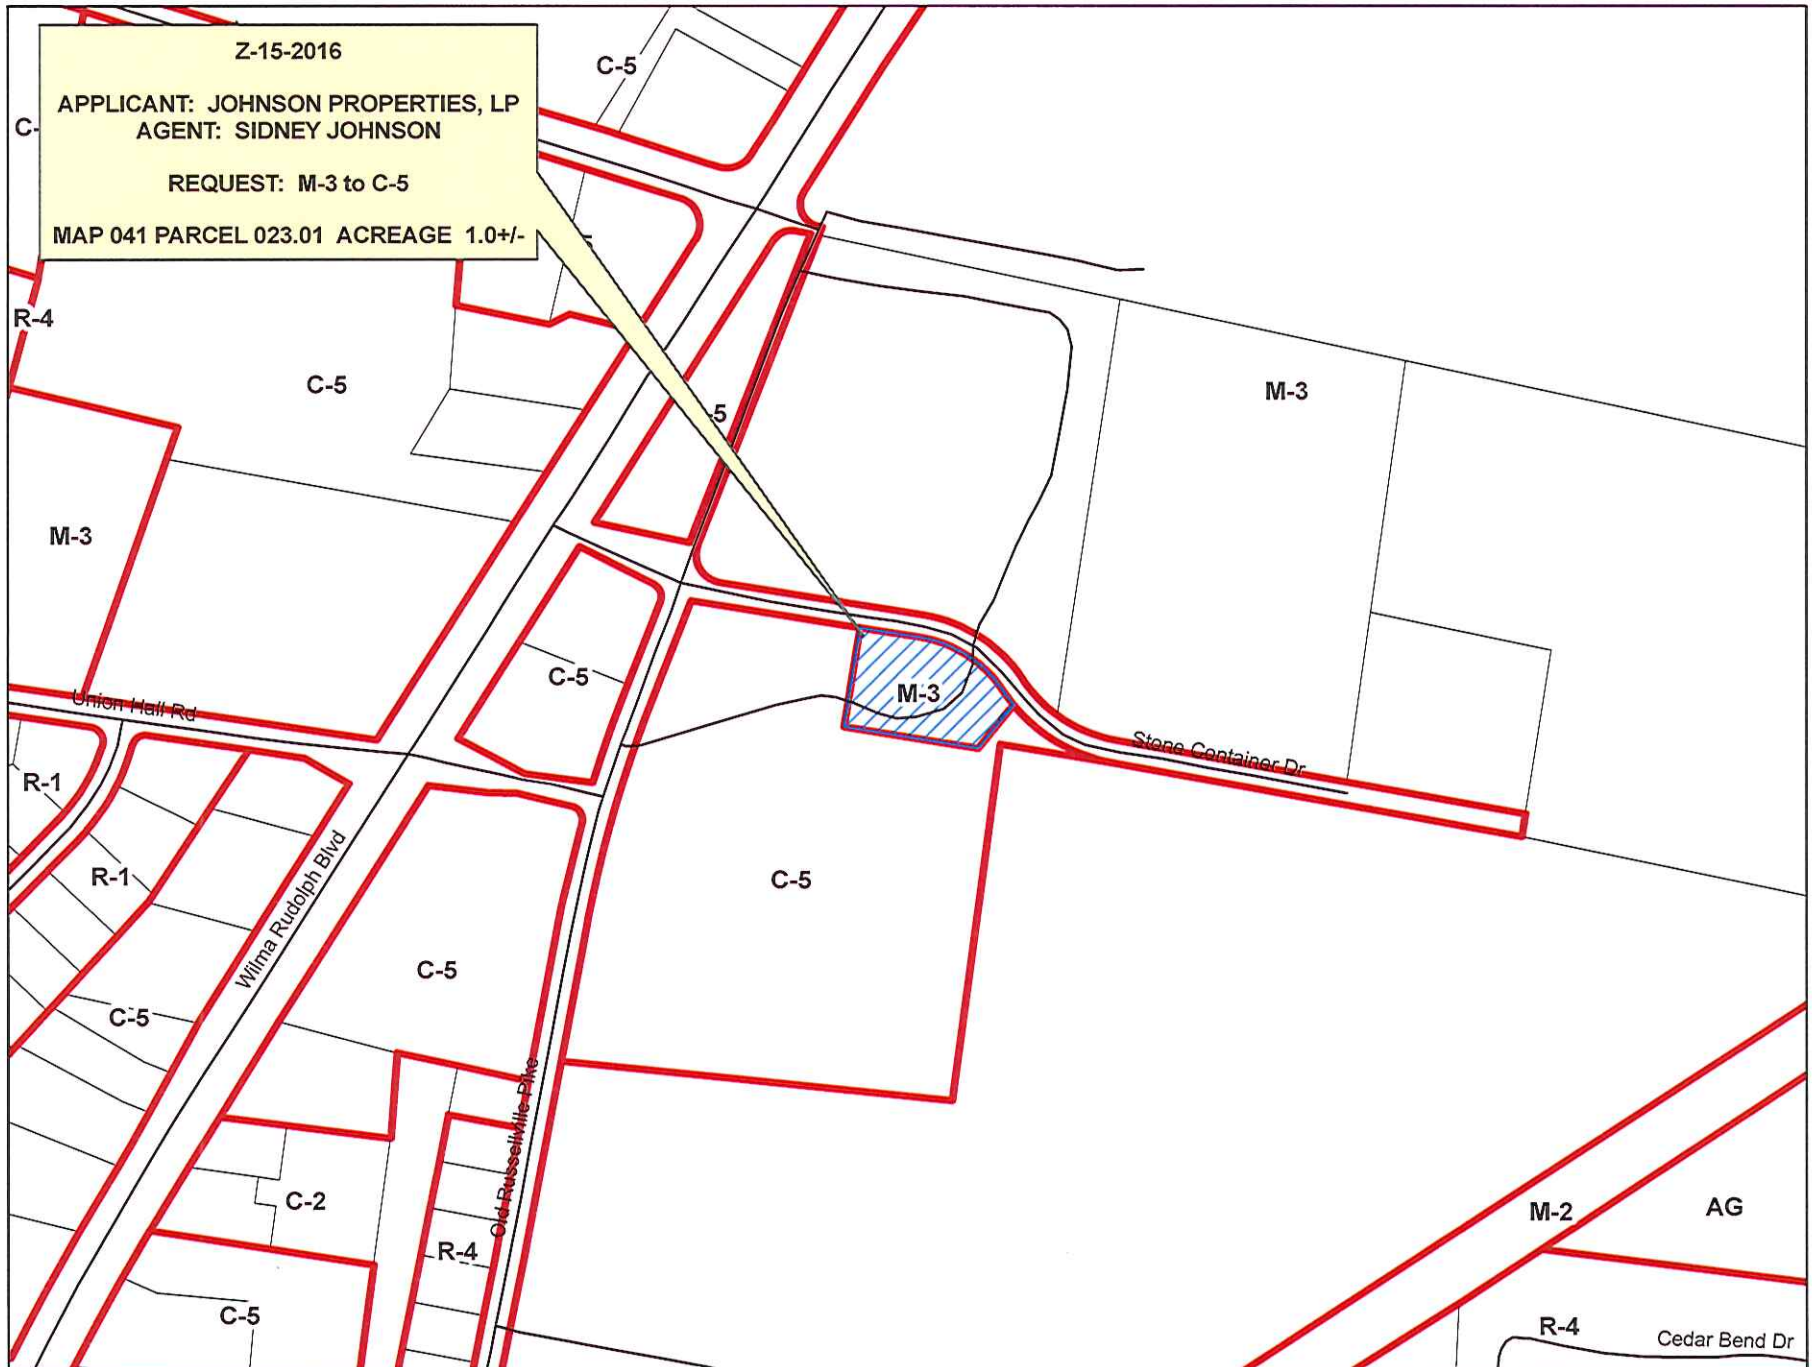 Z-15-2016
APPLICANT: JOHNSON PROPERTIES, LP
AGENT: SIDNEY JOHNSON
REQUEST: M-3 to C-5
MAP 041 PARCEL 023.01 ACREAGE 1.0+/-
C-5
C-
5
R-4
C-5
M-3
-5
M-3
C-5
M-3
Union Hall Rd
Stone Container Dr
R-1
R-1
Wilma Rudolph Blvd
C-5
C-5
C-5
Old Russellville Pike
C-2
R-4
M-2
AG
C-5
R-4
Cedar Bend Dr